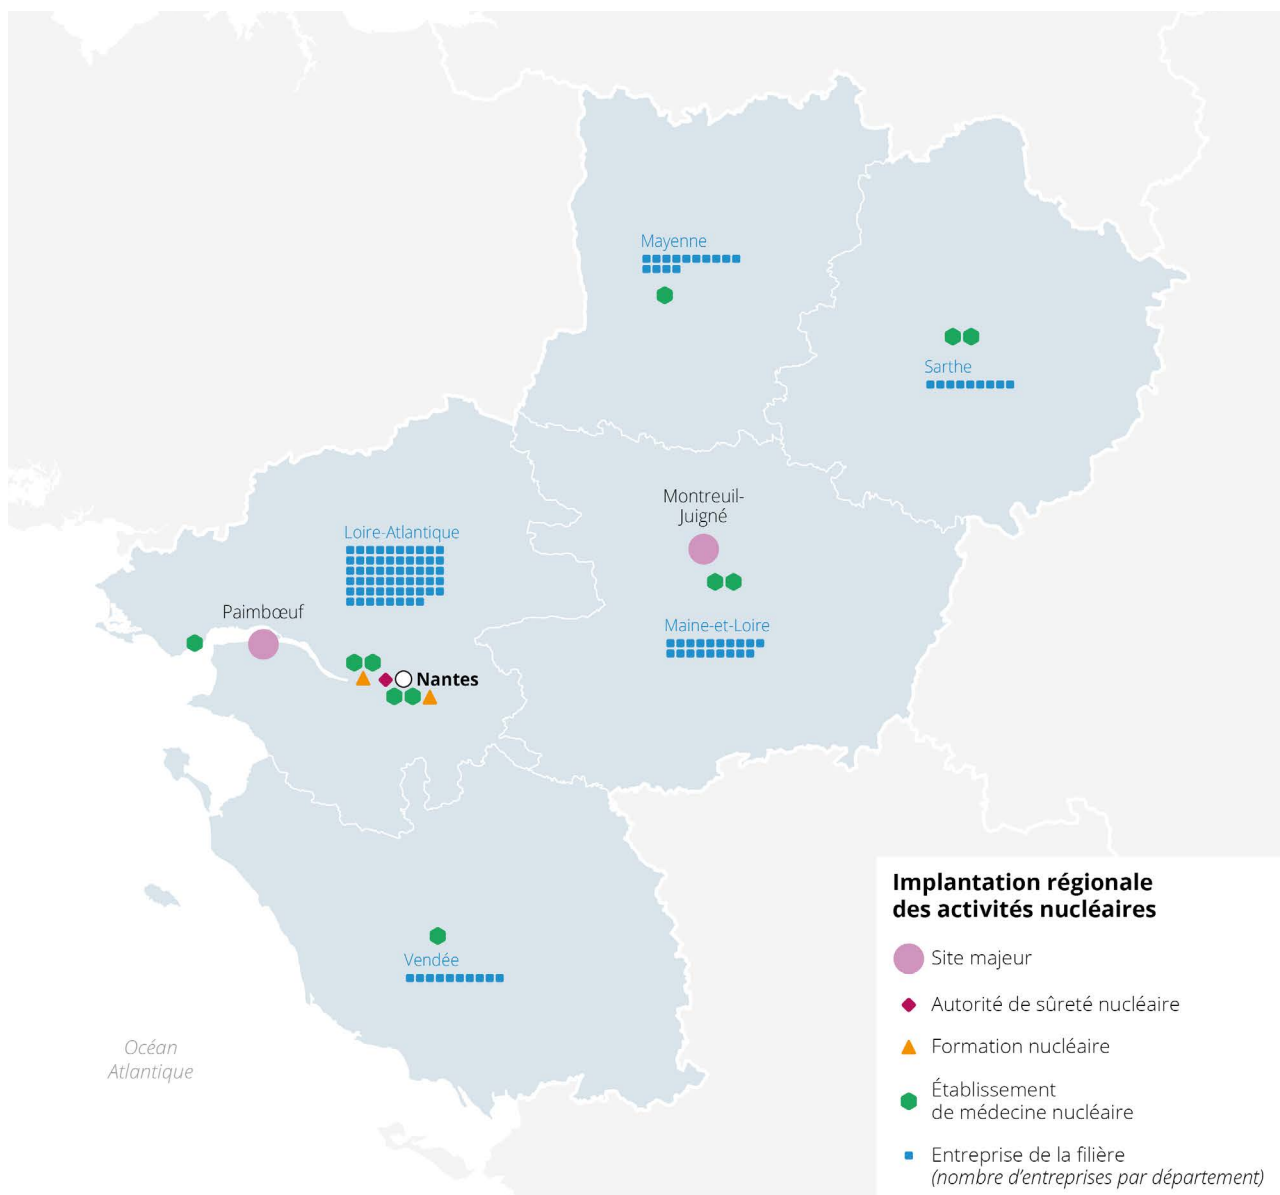 Mayenne
Sarthe
Montreuil-
Juigné
Loire-Atlantique
Paimbœuf
Maine-et-Loire
Nantes
Vendée
Océan
Atlantique
Implantation régionale
des activités nucléaires
Site majeur
Autorité de sûreté nucléaire
Formation nucléaire
Établissement
de médecine nucléaire
Entreprise de la filière
(nombre d'entreprises par département)